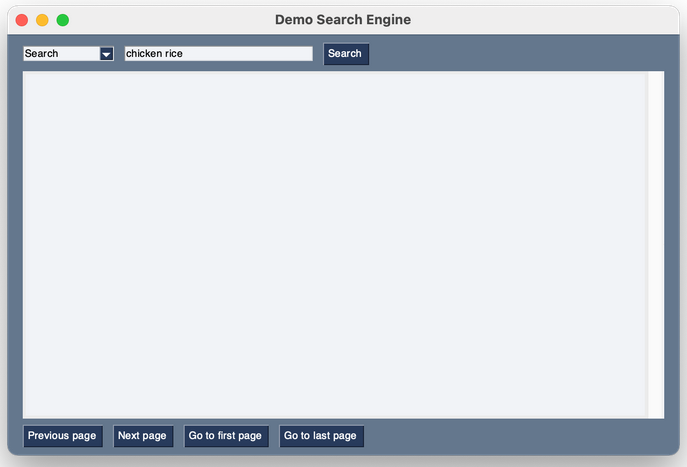 Demo Search Engine
Search chicken rice Search
Previous page Next page Go to first page Go to last page